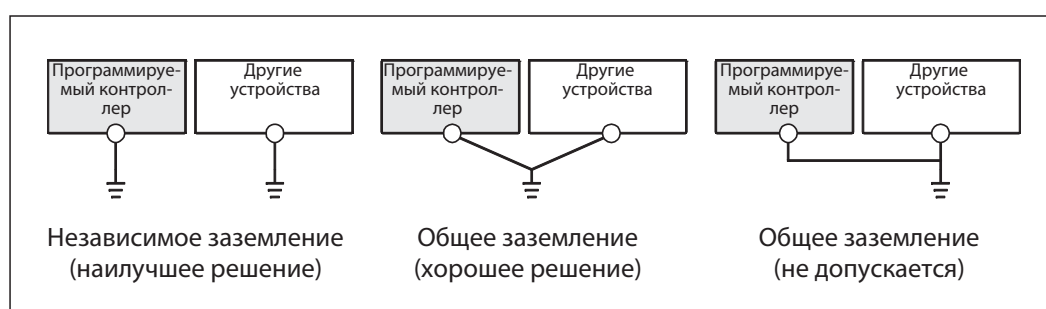 Программируе-
мый контрол-
лер
Другие
устройства
Программируе-
мый контрол-
лер
Другие
устройства
Программируе-
мый контрол-
лер
Другие
устройства
Независимое заземление
(наилучшее решение)
Общее заземление
(хорошее решение)
Общее заземление
(не допускается)